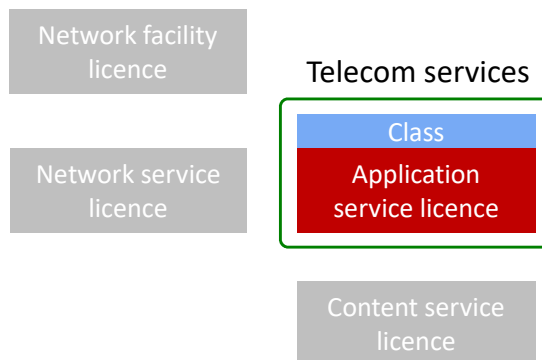 Network facility
licence
Telecom services
Class
Network service
licence
Application
service licence
Content service
licence